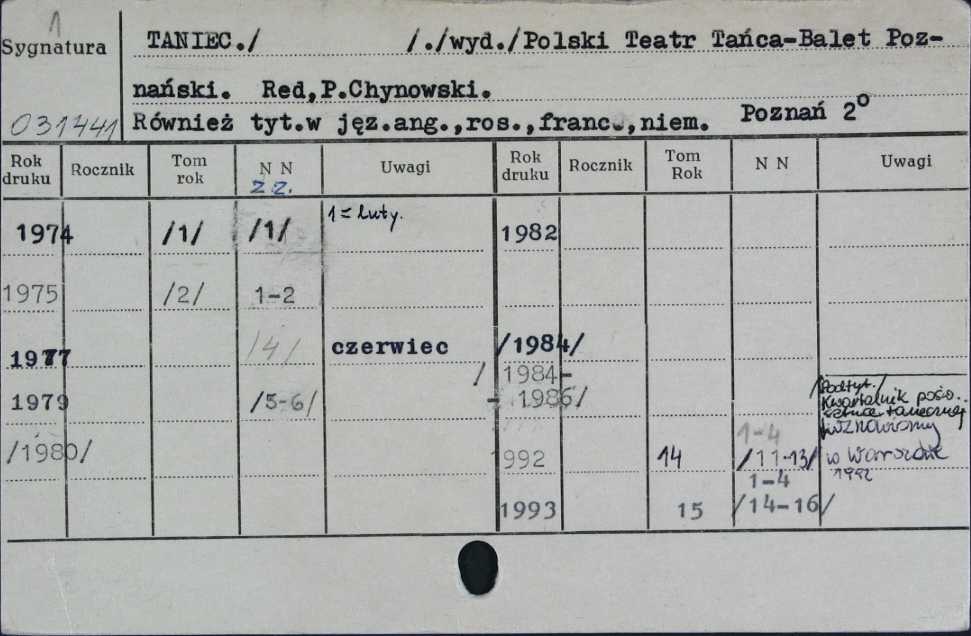 1
Sygnatura
TANIEC./ /./wyd./Polski Teatr Tańca-Balet Poz-
nański. Red,P.Chynowski.
031441 Również tyt.w jęz.ang.,ros.,franc.,niem. Poznań 2⁰
Rok druku Rocznik Tom rok N N Z Z. Uwagi Rok druku Rocznik Tom Rok N N Uwagi
1974 /1/ /1/ 1 = luty. 1982
1975 /2/ 1-2
1977 /4/ czerwiec /1984/
/ 1984-
1979 /5-6/ - 1986/
/Podtyt./
Kwartalnik pośw.
sztuce tanecznej
/1980/ 1-4 wznowiony
1992 14 /11-13/ w Warszawie
1-4 1992
1993 15 /14-16/